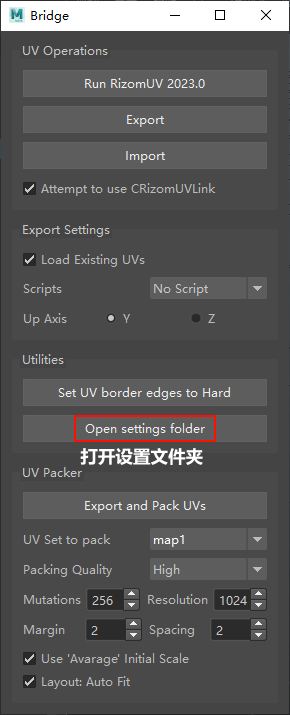 Bridge
UV Operations
Run RizomUV 2023.0
Export
Import
Attempt to use CRizomUVLink
Export Settings
Load Existing UVs
Scripts No Script
Up Axis Y Z
Utilities
Set UV border edges to Hard
Open settings folder
打开设置文件夹
UV Packer
Export and Pack UVs
UV Set to pack map1
Packing Quality High
Mutations 256 Resolution 1024
Margin 2 Spacing 2
Use 'Avarage' Initial Scale
Layout: Auto Fit